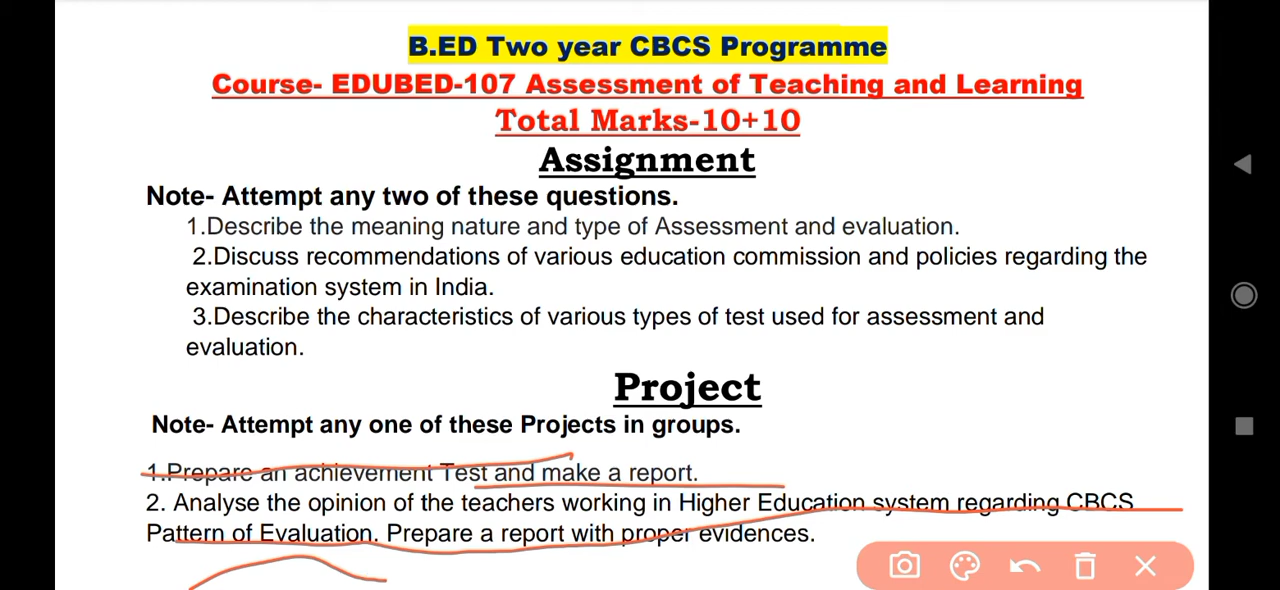 B.ED Two year CBCS Programme
Course- EDUBED-107 Assessment of Teaching and Learning
Total Marks-10+10
Assignment
Note- Attempt any two of these questions.
1.Describe the meaning nature and type of Assessment and evaluation.
2.Discuss recommendations of various education commission and policies regarding the
examination system in India.
3.Describe the characteristics of various types of test used for assessment and
evaluation.
Project
Note- Attempt any one of these Projects in groups.
1.Prepare an achievement Test and make a report.
2. Analyse the opinion of the teachers working in Higher Education system regarding CBCS
Pattern of Evaluation. Prepare a report with proper evidences.